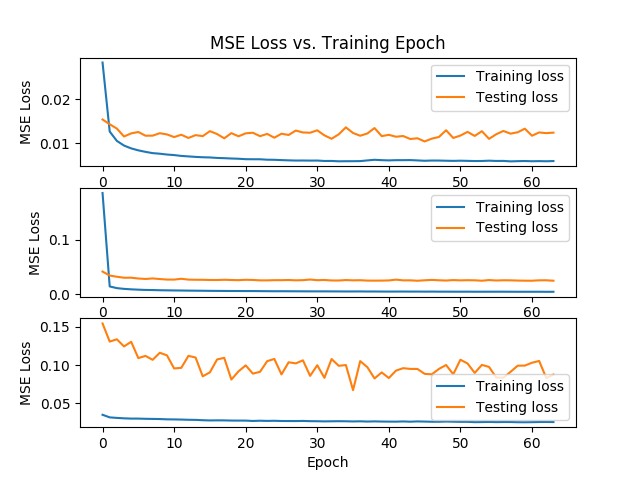 MSE Loss vs. Training Epoch
MSE Loss
0.02
0.01
Training loss
Testing loss
0 10 20 30 40 50 60
MSE Loss
0.1
0.0
Training loss
Testing loss
0 10 20 30 40 50 60
MSE Loss
0.15
0.10
0.05
Training loss
Testing loss
0 10 20 30 40 50 60
Epoch